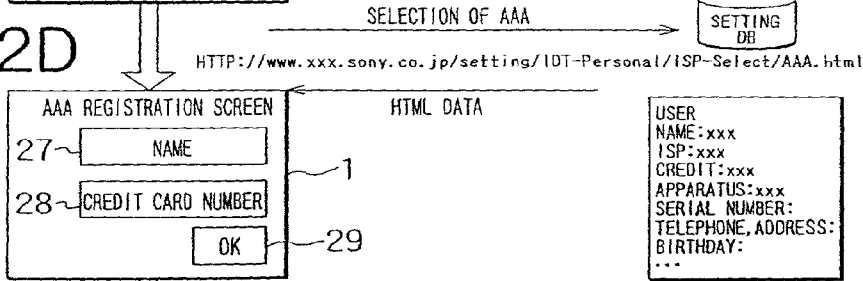 SELECTION OF AAA
SETTING
DB
2D
HTTP://www.xxx.sony.co.jp/setting/IDT-Personal/ISP-Select/AAA.html
AAA REGISTRATION SCREEN
HTML DATA
27
NAME
28
CREDIT CARD NUMBER
1
OK
29
USER
NAME:xxx
ISP:xxx
CREDIT:xxx
APPARATUS:xxx
SERIAL NUMBER:
TELEPHONE,ADDRESS:
BIRTHDAY:
...